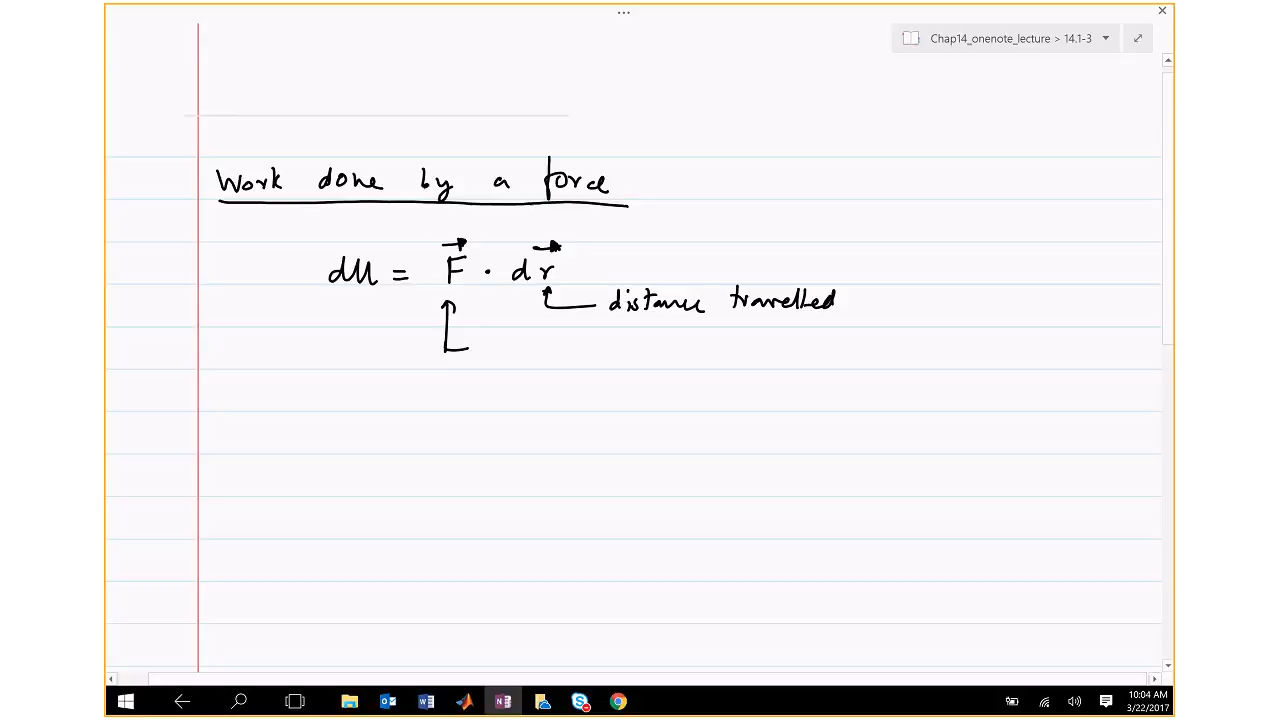 Chap14_onenote_lecture > 14.1-3
Work done by a force
dU = F⃗ · dr⃗
distance travelled
10:04 AM
3/22/2017